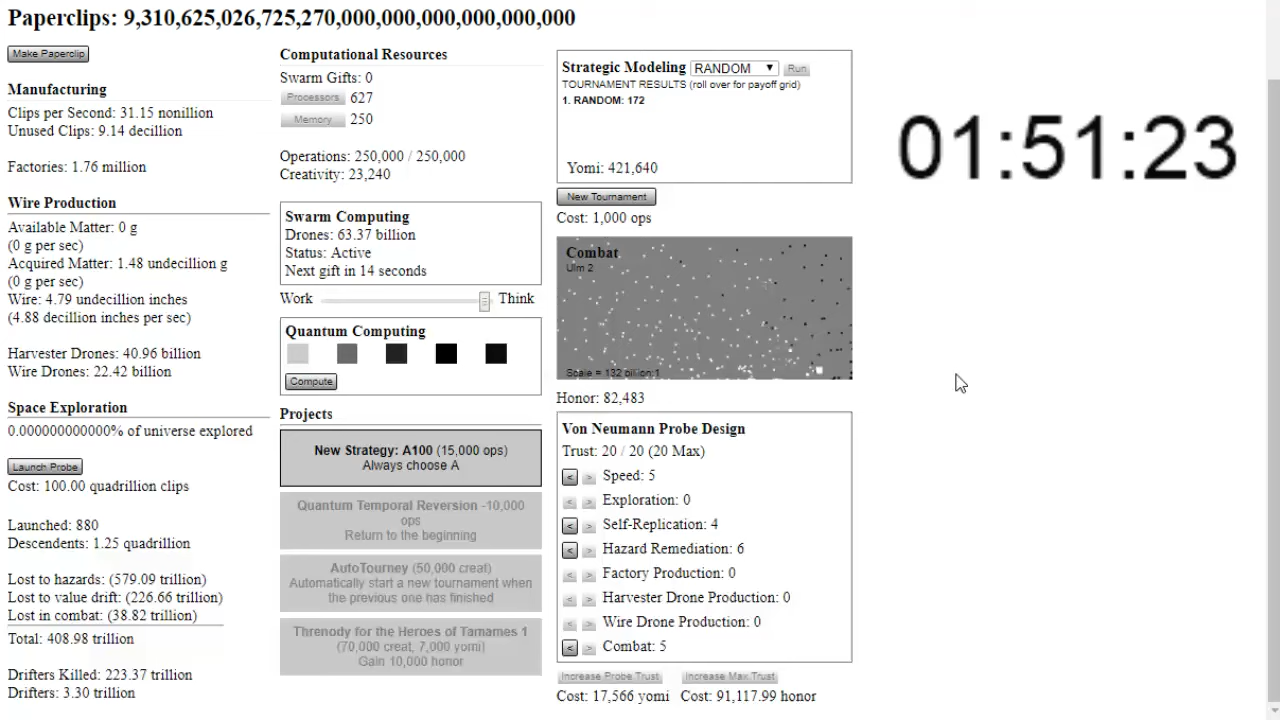 Paperclips: 9,310,625,026,725,270,000,000,000,000,000,000
Make Paperclip
Manufacturing
Clips per Second: 31.15 nonillion
Unused Clips: 9.14 decillion
Factories: 1.76 million
Wire Production
Available Matter: 0 g
(0 g per sec)
Acquired Matter: 1.48 undecillion g
(0 g per sec)
Wire: 4.79 undecillion inches
(4.88 decillion inches per sec)
Harvester Drones: 40.96 billion
Wire Drones: 22.42 billion
Space Exploration
0.000000000000% of universe explored
Launch Probe
Cost: 100.00 quadrillion clips
Launched: 880
Descendents: 1.25 quadrillion
Lost to hazards: (579.09 trillion)
Lost to value drift: (226.66 trillion)
Lost in combat: (38.82 trillion)
Total: 408.98 trillion
Drifters Killed: 223.37 trillion
Drifters: 3.30 trillion
Computational Resources
Swarm Gifts: 0
Processors 627
Memory 250
Operations: 250,000 / 250,000
Creativity: 23,240
Swarm Computing
Drones: 63.37 billion
Status: Active
Next gift in 14 seconds
Work Think
Quantum Computing
Compute
Projects
New Strategy: A100 (15,000 ops)
Always choose A
Quantum Temporal Reversion -10,000
ops
Return to the beginning
AutoTourney (50,000 creat)
Automatically start a new tournament when
the previous one has finished
Threnody for the Heroes of Tamames 1
(70,000 creat, 7,000 yomi)
Gain 10,000 honor
Strategic Modeling RANDOM ▼ Run
TOURNAMENT RESULTS (roll over for payoff grid)
1. RANDOM: 172
Yomi: 421,640
New Tournament
Cost: 1,000 ops
Combat
Ulm 2
Scale = 132 billion:1
Honor: 82,483
Von Neumann Probe Design
Trust: 20 / 20 (20 Max)
< > Speed: 5
< > Exploration: 0
< > Self-Replication: 4
< > Hazard Remediation: 6
< > Factory Production: 0
< > Harvester Drone Production: 0
< > Wire Drone Production: 0
< > Combat: 5
Increase Probe Trust Increase Max Trust
Cost: 17,566 yomi Cost: 91,117.99 honor
01:51:23